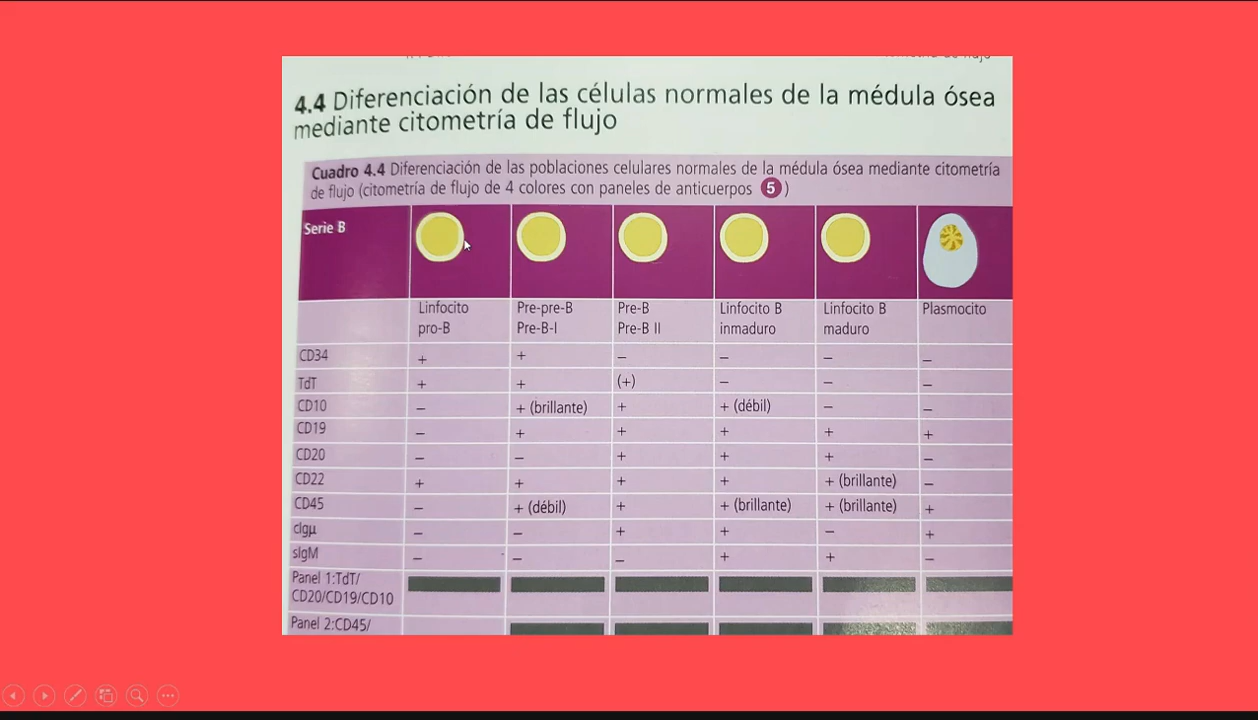 4.4 Diferenciación de las células normales de la médula ósea
mediante citometría de flujo
Cuadro 4.4 Diferenciación de las poblaciones celulares normales de la médula ósea mediante citometría
de flujo (citometría de flujo de 4 colores con paneles de anticuerpos 5 )
Serie B
Linfocito pro-B Pre-pre-B Pre-B-I Pre-B Pre-B II Linfocito B inmaduro Linfocito B maduro Plasmocito
CD34 + + – – – –
TdT + + (+) – – –
CD10 – + (brillante) + + (débil) – –
CD19 – + + + + +
CD20 – – + + + –
CD22 + + + + + (brillante) –
CD45 – + (débil) + + (brillante) + (brillante) +
cIgμ – – + + – +
sIgM – – – + + –
Panel 1:TdT/
CD20/CD19/CD10
Panel 2:CD45/